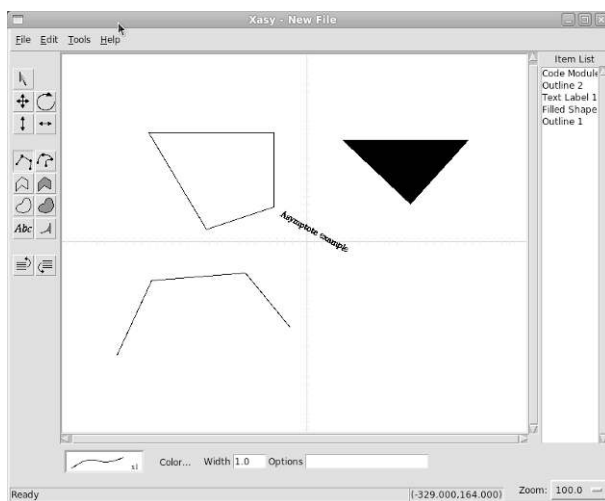 Xasy - New File
File Edit Tools Help
Item List
Code Module
Outline 2
Text Label 1
Filled Shape
Outline 1
Asymptote example
Abc
x1
Color... Width 1.0 Options
Ready
(-329.000,164.000)
Zoom: 100.0